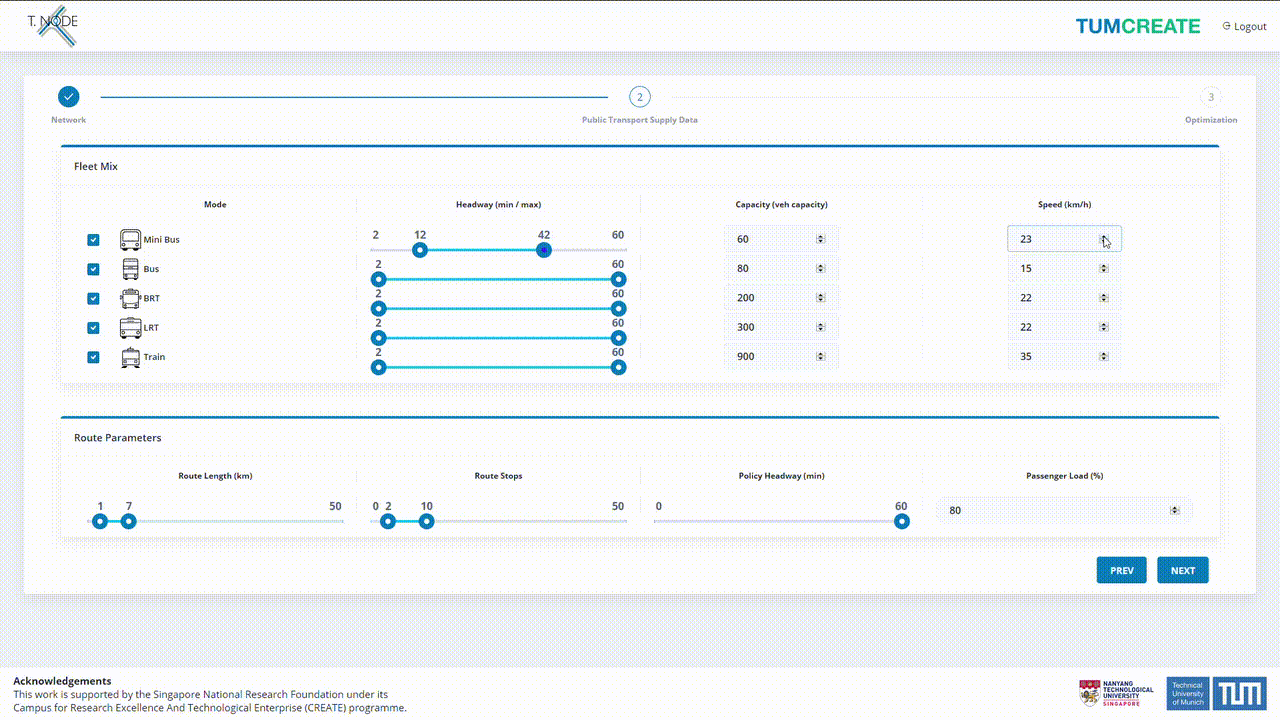 T. NODE
TUMCREATE
Logout
2
3
Network
Public Transport Supply Data
Optimization
Fleet Mix
Mode
Headway (min / max)
Capacity (veh capacity)
Speed (km/h)
Mini Bus
2 12 42 60
60
23
Bus
2 60
80
15
BRT
2 60
200
22
LRT
2 60
300
22
Train
2 60
900
35
Route Parameters
Route Length (km)
Route Stops
Policy Headway (min)
Passenger Load (%)
1 7 50
0 2 10 50
0 60
80
PREV
NEXT
Acknowledgements
This work is supported by the Singapore National Research Foundation under its
Campus for Research Excellence And Technological Enterprise (CREATE) programme.
NANYANG
TECHNOLOGICAL
UNIVERSITY
SINGAPORE
Technical
University
of Munich
TUM